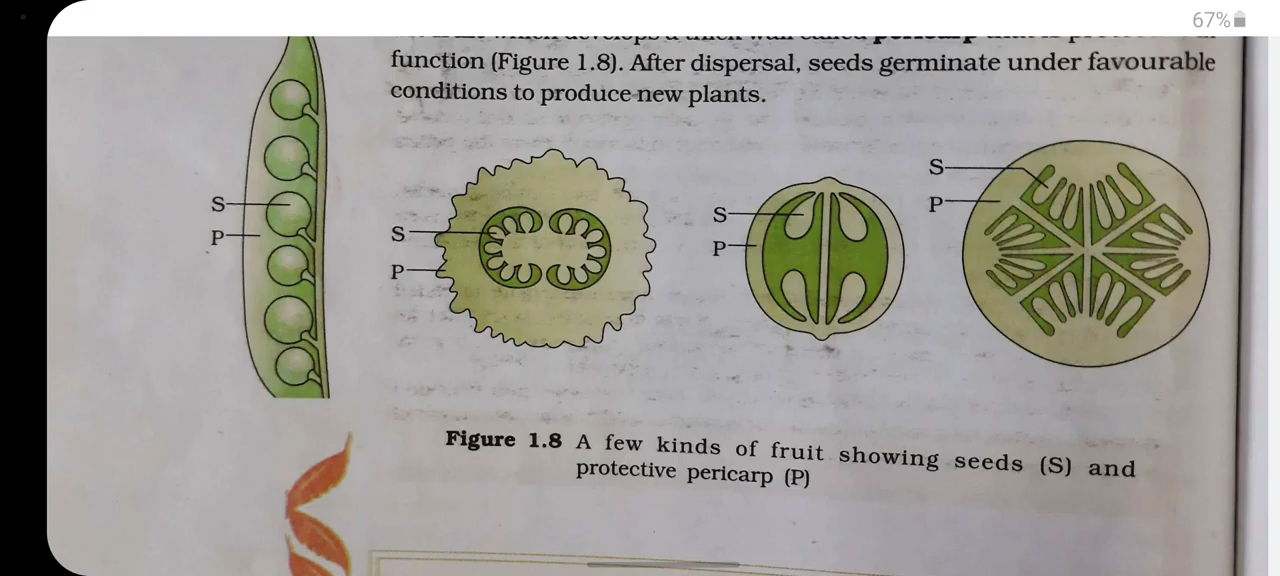 67%
pericarp
function (Figure 1.8). After dispersal, seeds germinate under favourable
conditions to produce new plants.
S
P
S
P
S
P
S
P
Figure 1.8 A few kinds of fruit showing seeds (S) and
protective pericarp (P)